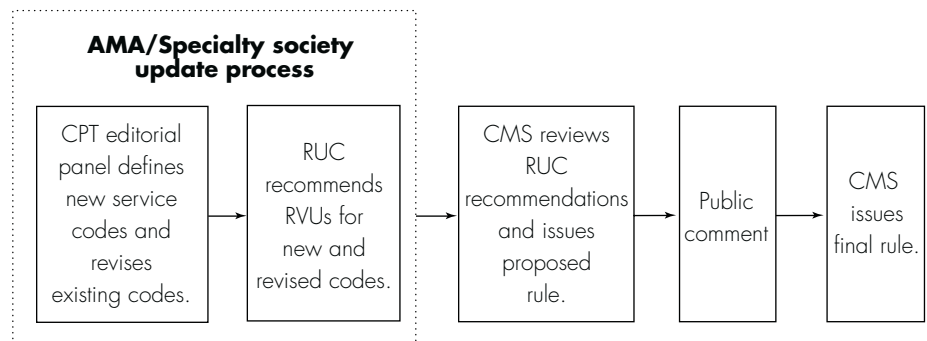 AMA/Specialty society
update process
CPT editorial
panel defines
new service
codes and
revises
existing codes.
RUC
recommends
RVUs for
new and
revised codes.
CMS reviews
RUC
recommendations
and issues
proposed
rule.
Public
comment
CMS
issues
final rule.